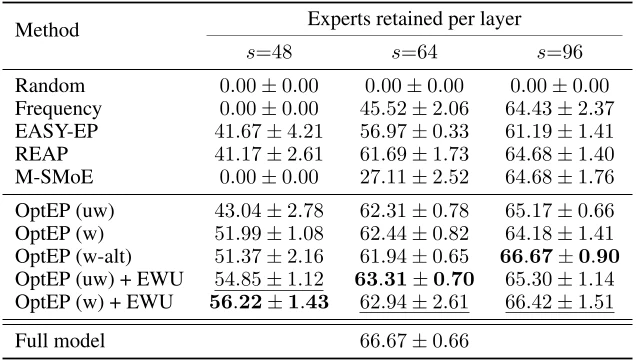 Method Experts retained per layer
s=48 s=64 s=96
Random 0.00 ± 0.00 0.00 ± 0.00 0.00 ± 0.00
Frequency 0.00 ± 0.00 45.52 ± 2.06 64.43 ± 2.37
EASY-EP 41.67 ± 4.21 56.97 ± 0.33 61.19 ± 1.41
REAP 41.17 ± 2.61 61.69 ± 1.73 64.68 ± 1.40
M-SMoE 0.00 ± 0.00 27.11 ± 2.52 64.68 ± 1.76
OptEP (uw) 43.04 ± 2.78 62.31 ± 0.78 65.17 ± 0.66
OptEP (w) 51.99 ± 1.08 62.44 ± 0.82 64.18 ± 1.41
OptEP (w-alt) 51.37 ± 2.16 61.94 ± 0.65 66.67 ± 0.90
OptEP (uw) + EWU 54.85 ± 1.12 63.31 ± 0.70 65.30 ± 1.14
OptEP (w) + EWU 56.22 ± 1.43 62.94 ± 2.61 66.42 ± 1.51
Full model 66.67 ± 0.66